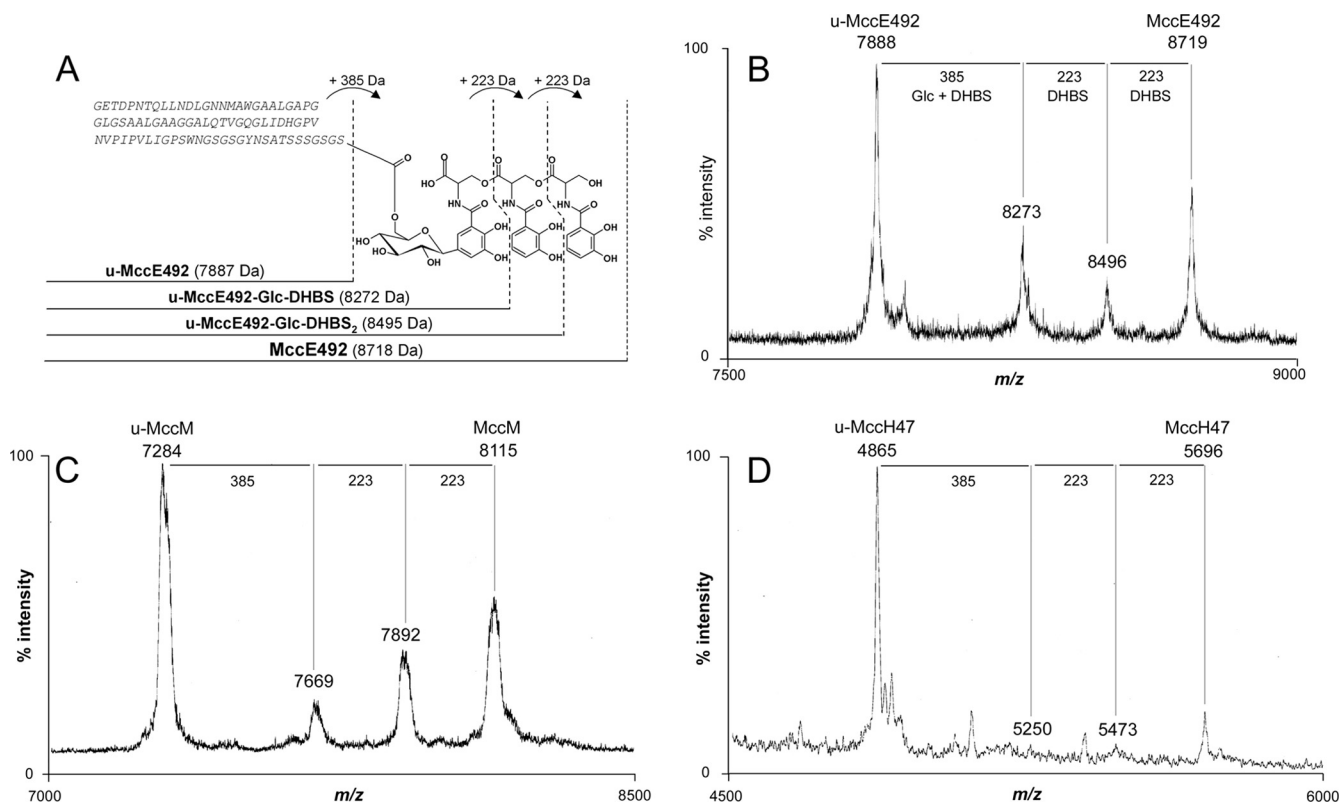 A
+ 385 Da
+ 223 Da
+ 223 Da
GETDPNTQLLNDLGNNMAWGAALGAPG
GLGSAALGAAGGALQTVGQGLIDHGPV
NVPIPVLIGPSWNGSGSGYNSATSSSGSGS
O
O
O
O
HO
O
O
OH
NH
HN
HN
O
O
O
O
O
HO
HO
OH
OH
OH
OH
OH
OH
OH
OH
u-MccE492 (7887 Da)
u-MccE492-Glc-DHBS (8272 Da)
u-MccE492-Glc-DHBS2 (8495 Da)
MccE492 (8718 Da)
B
u-MccE492
7888
MccE492
8719
100
385
Glc + DHBS
223
DHBS
223
DHBS
8273
8496
% intensity
0
7500
m/z
9000
C
u-MccM
7284
MccM
8115
100
385
223
223
7669
7892
% intensity
0
7000
m/z
8500
D
u-MccH47
4865
MccH47
5696
100
385
223
223
5250
5473
% intensity
0
4500
m/z
6000